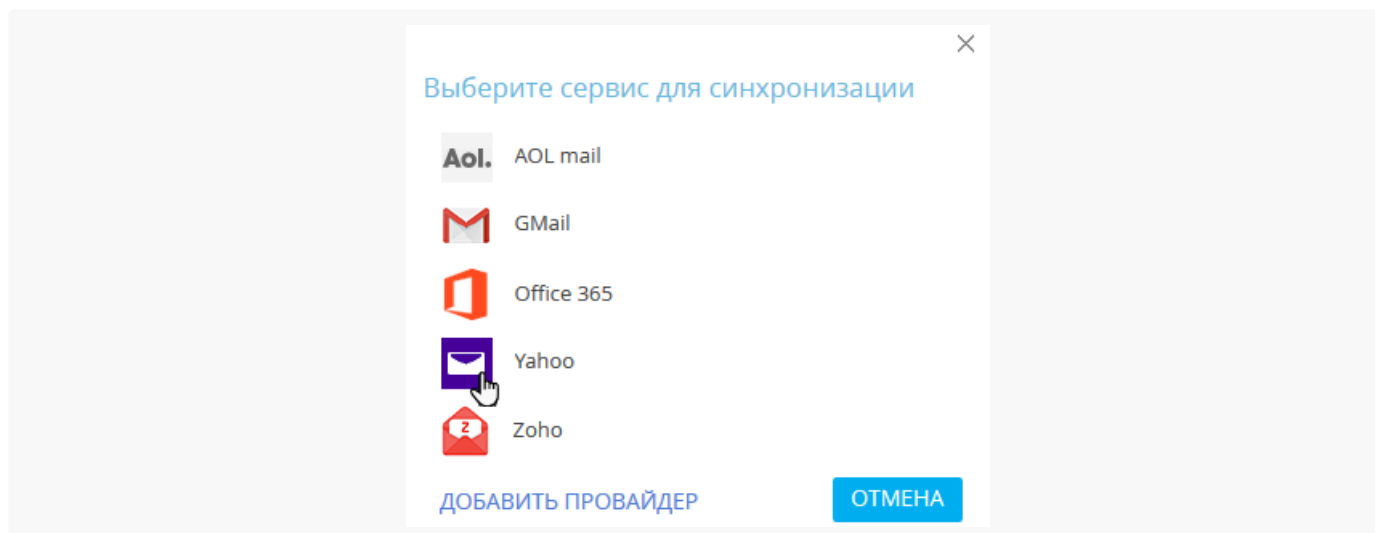 Выберите сервис для синхронизации
Aol. AOL mail
GMail
Office 365
Yahoo
Z Zoho
ДОБАВИТЬ ПРОВАЙДЕР ОТМЕНА